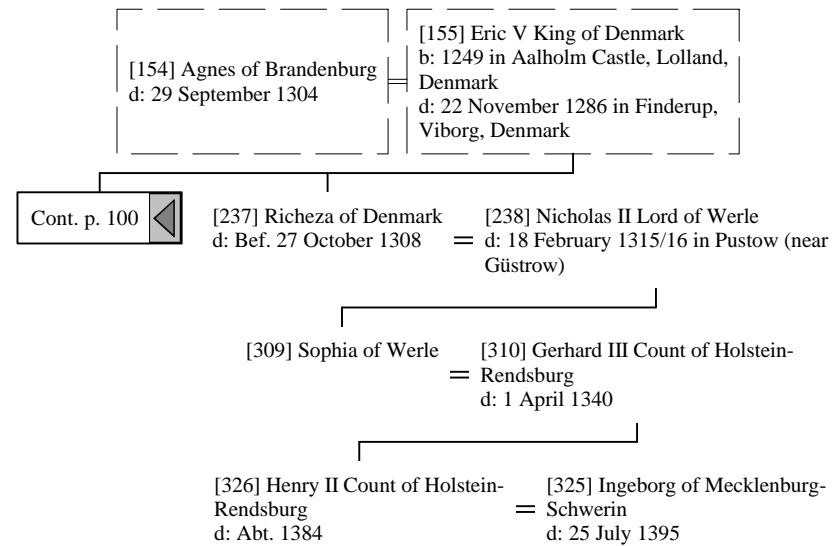 [154] Agnes of Brandenburg
d: 29 September 1304
[155] Eric V King of Denmark
b: 1249 in Aalholm Castle, Lolland,
Denmark
d: 22 November 1286 in Finderup,
Viborg, Denmark
Cont. p. 100
[237] Richeza of Denmark
d: Bef. 27 October 1308
[238] Nicholas II Lord of Werle
d: 18 February 1315/16 in Pustow (near
Güstrow)
[309] Sophia of Werle
[310] Gerhard III Count of Holstein-
Rendsburg
d: 1 April 1340
[326] Henry II Count of Holstein-
Rendsburg
d: Abt. 1384
[325] Ingeborg of Mecklenburg-
Schwerin
d: 25 July 1395